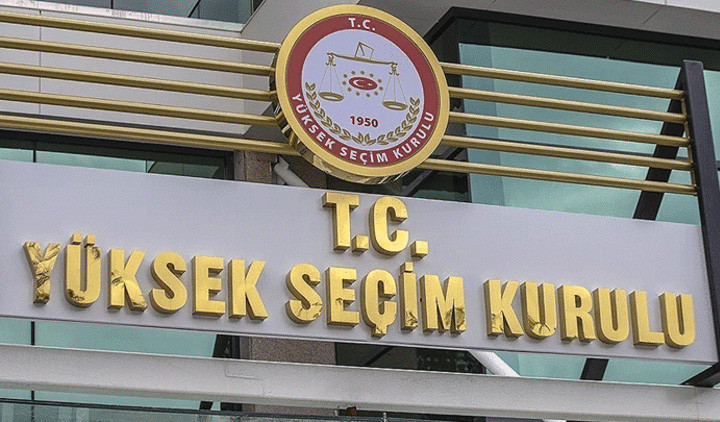 T.C.
1950
YÜKSEK SEÇİM KURULU
T.C.
YÜKSEK SEÇİM KURULU